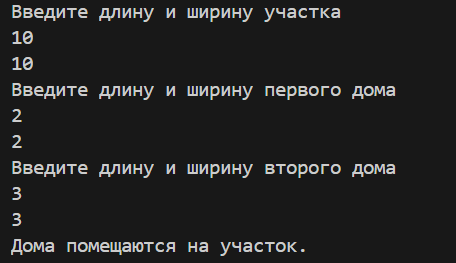 Введите длину и ширину участка
10
10
Введите длину и ширину первого дома
2
2
Введите длину и ширину второго дома
3
3
Дома помещаются на участок.